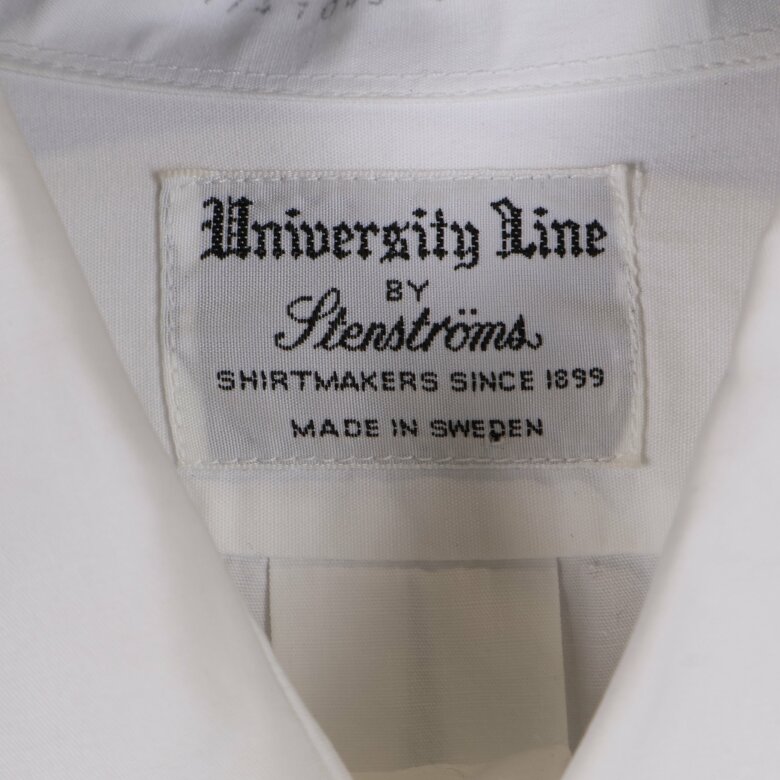 University Line
BY
Stenströms
SHIRTMAKERS SINCE 1899
MADE IN SWEDEN